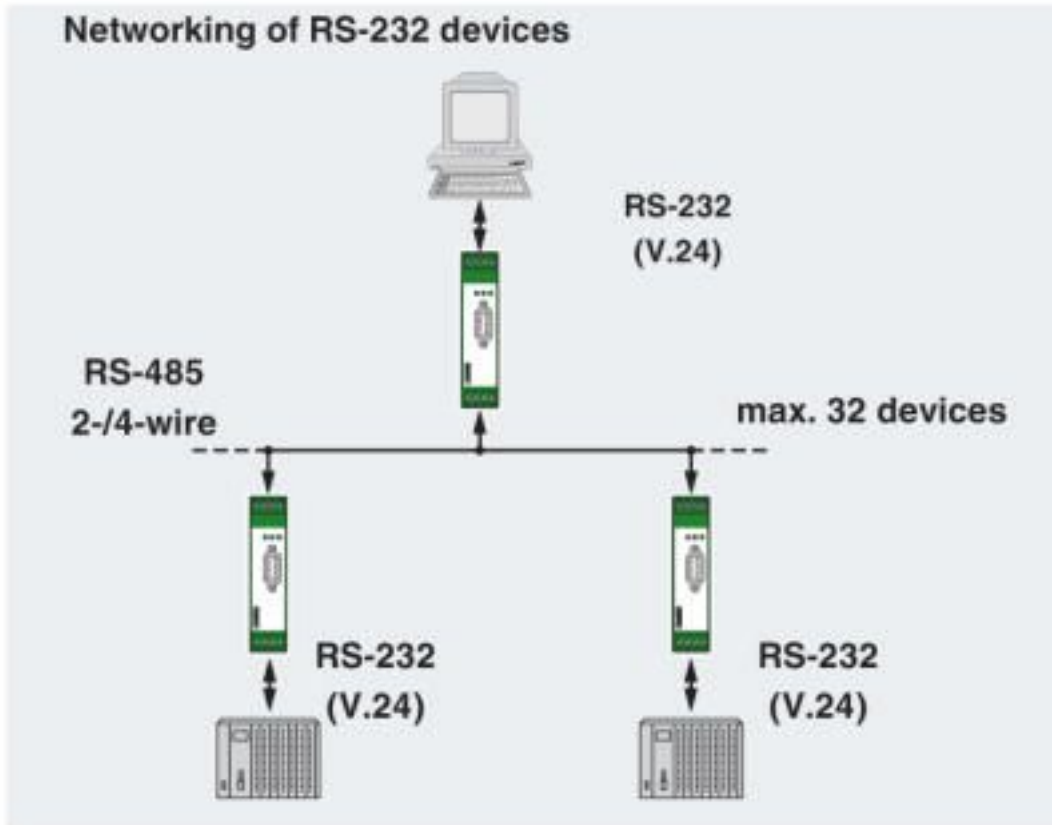 Networking of RS-232 devices
RS-232
(V.24)
RS-485
2-/4-wire
max. 32 devices
RS-232
(V.24)
RS-232
(V.24)